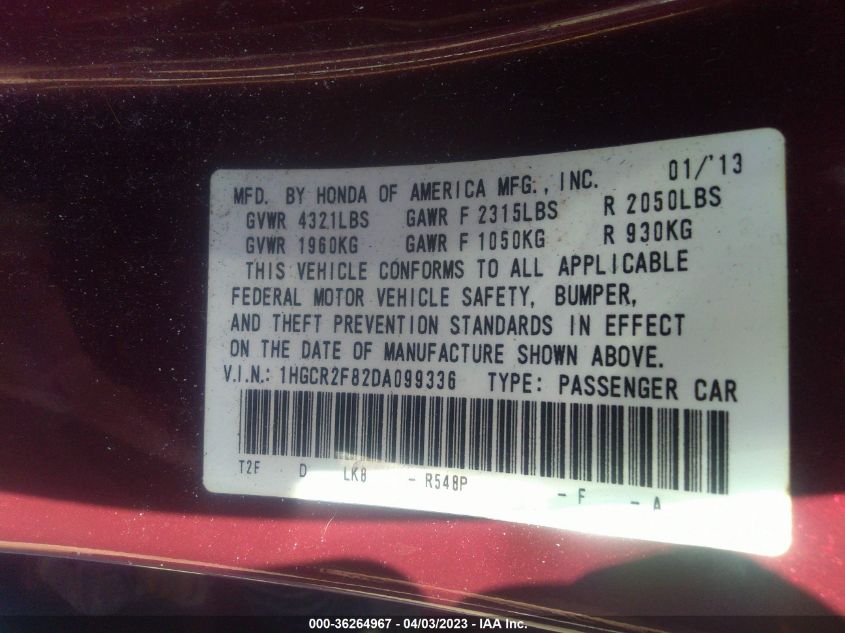 MFD. BY HONDA OF AMERICA MFG., INC. 01/'13
GVWR 4321LBS GAWR F 2315LBS R 2050LBS
GVWR 1960KG GAWR F 1050KG R 930KG
THIS VEHICLE CONFORMS TO ALL APPLICABLE
FEDERAL MOTOR VEHICLE SAFETY, BUMPER,
AND THEFT PREVENTION STANDARDS IN EFFECT
ON THE DATE OF MANUFACTURE SHOWN ABOVE.
V.I.N.: 1HGCR2F82DA099336 TYPE: PASSENGER CAR
T2F D LK8 - R548P - F - A
000-36264967 - 04/03/2023 - IAA Inc.